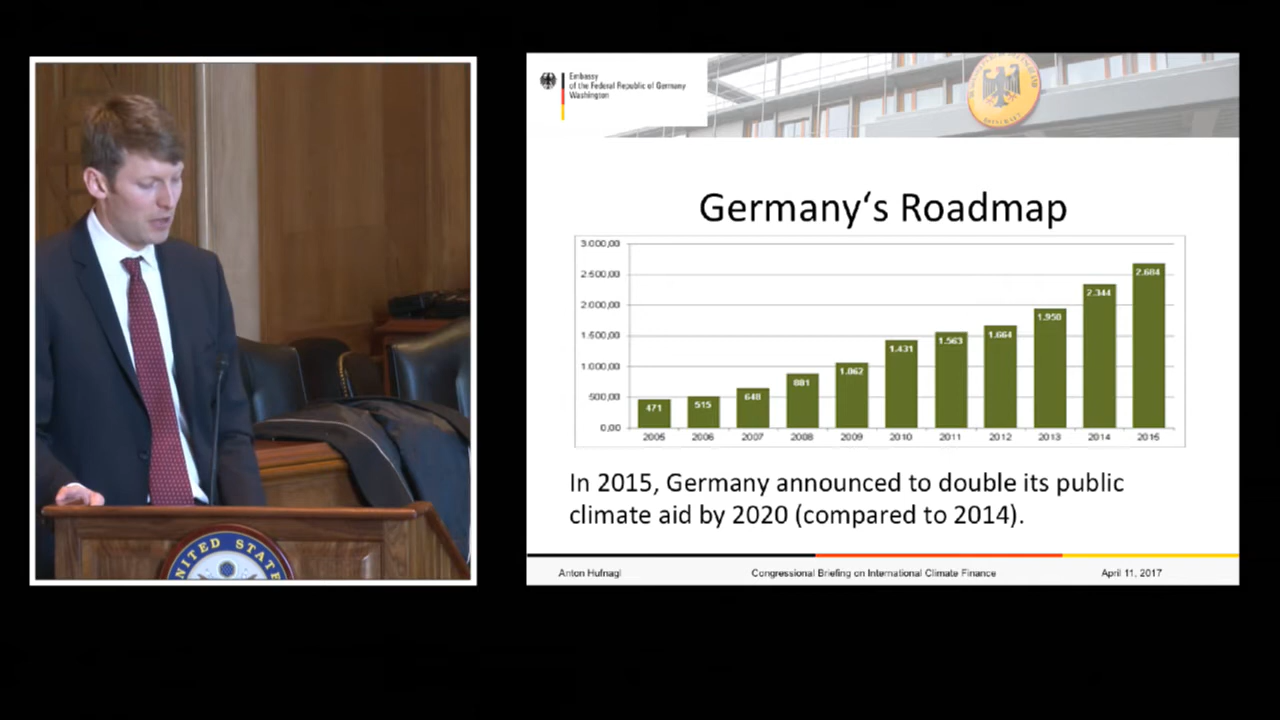 UNITED STATE
Embassy
of the Federal Republic of Germany
Washington
Germany‘s Roadmap
3.000,00
2.500,00
2.000,00
1.500,00
1.000,00
500,00
0,00
471
515
648
881
1.062
1.431
1.563
1.664
1.950
2.344
2.684
2005
2006
2007
2008
2009
2010
2011
2012
2013
2014
2015
In 2015, Germany announced to double its public
climate aid by 2020 (compared to 2014).
Anton Hufnagl
Congressional Briefing on International Climate Finance
April 11, 2017